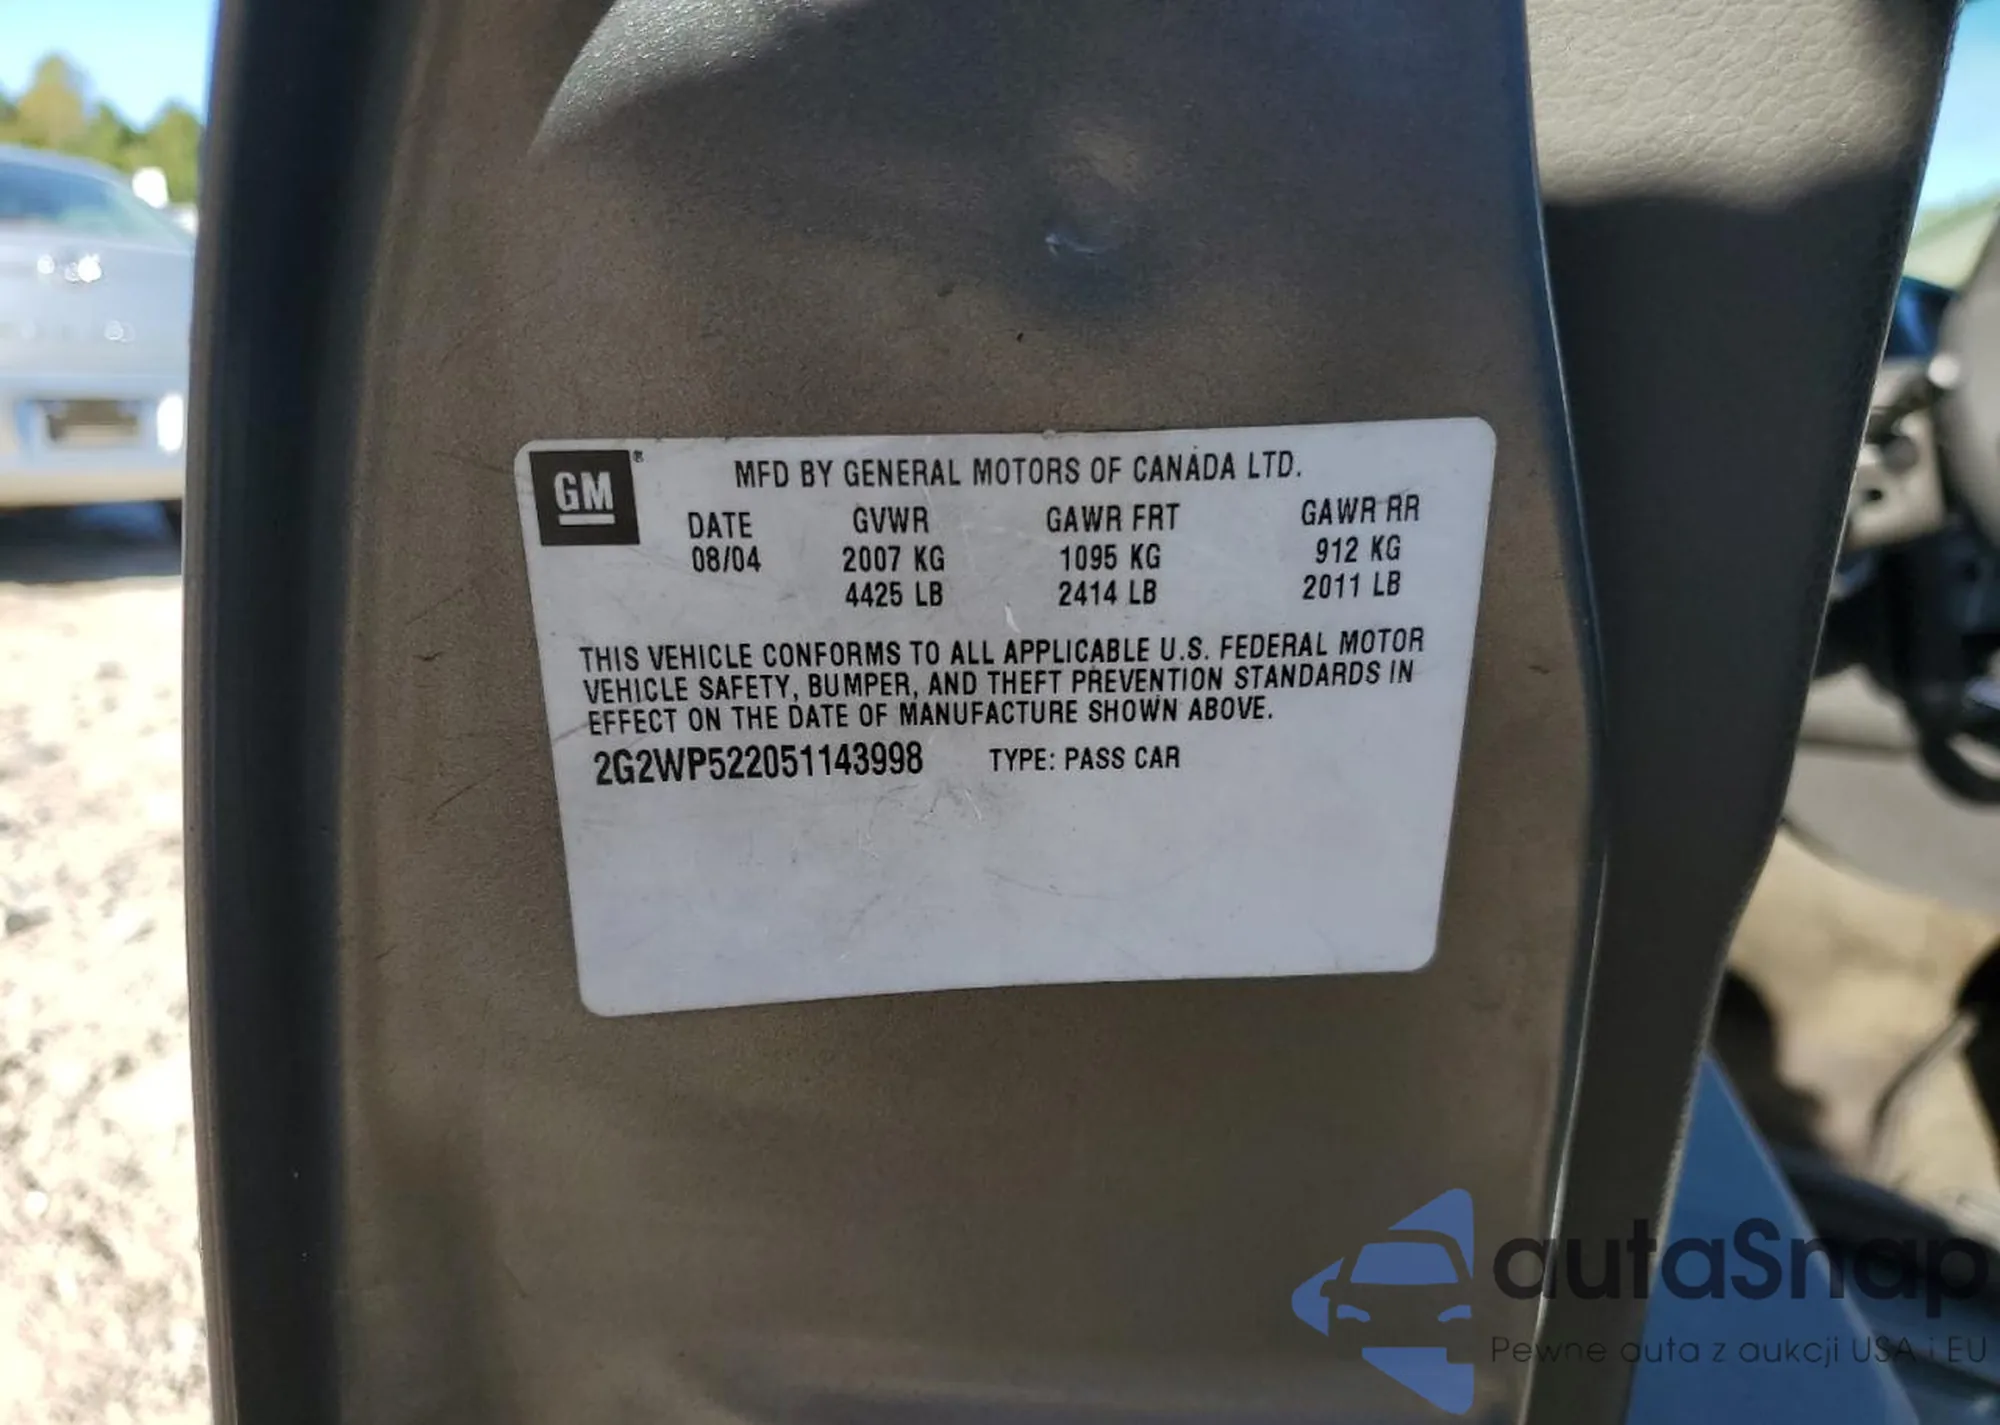 GM®
MFD BY GENERAL MOTORS OF CANADA LTD.
DATE GVWR GAWR FRT GAWR RR
08/04 2007 KG 1095 KG 912 KG
4425 LB 2414 LB 2011 LB
THIS VEHICLE CONFORMS TO ALL APPLICABLE U.S. FEDERAL MOTOR
VEHICLE SAFETY, BUMPER, AND THEFT PREVENTION STANDARDS IN
EFFECT ON THE DATE OF MANUFACTURE SHOWN ABOVE.
2G2WP522051143998 TYPE: PASS CAR
autaSnap
Pewne auta z aukcji USA i EU